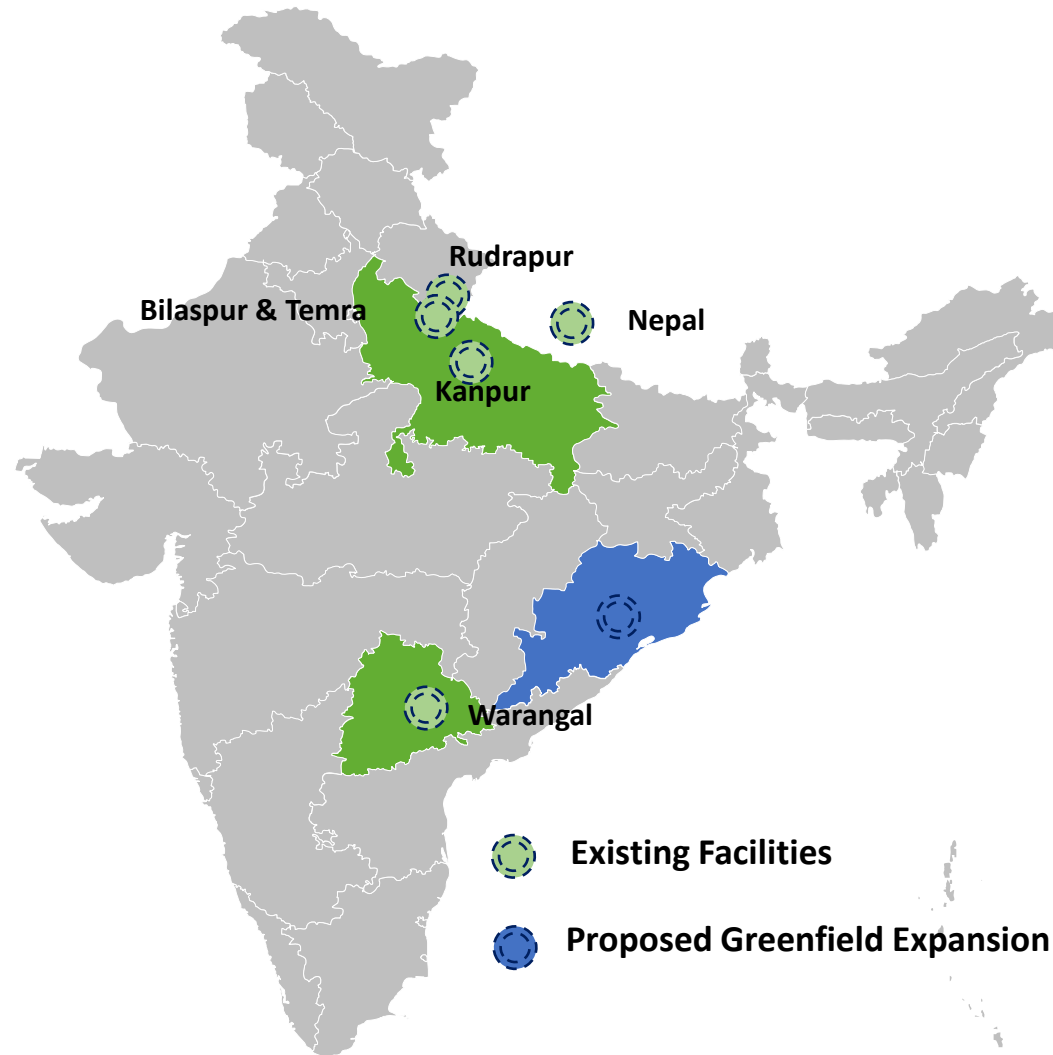 Rudrapur
Bilaspur & Temra
Nepal
Kanpur
Warangal
Existing Facilities
Proposed Greenfield Expansion